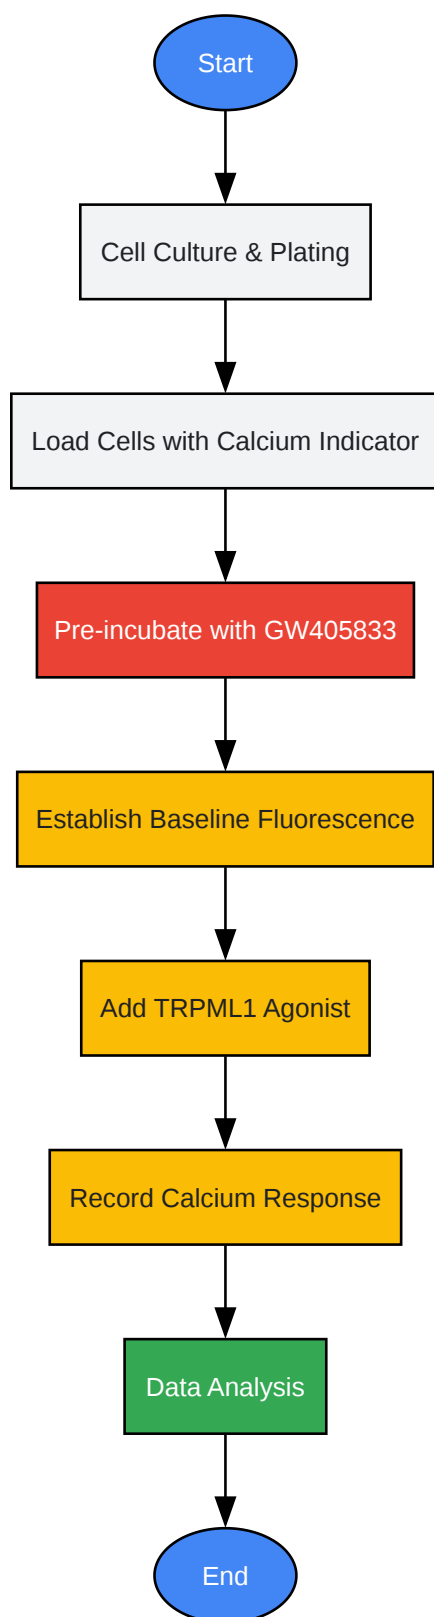 Start
Cell Culture & Plating
Load Cells with Calcium Indicator
Pre-incubate with GW405833
Establish Baseline Fluorescence
Add TRPML1 Agonist
Record Calcium Response
Data Analysis
End